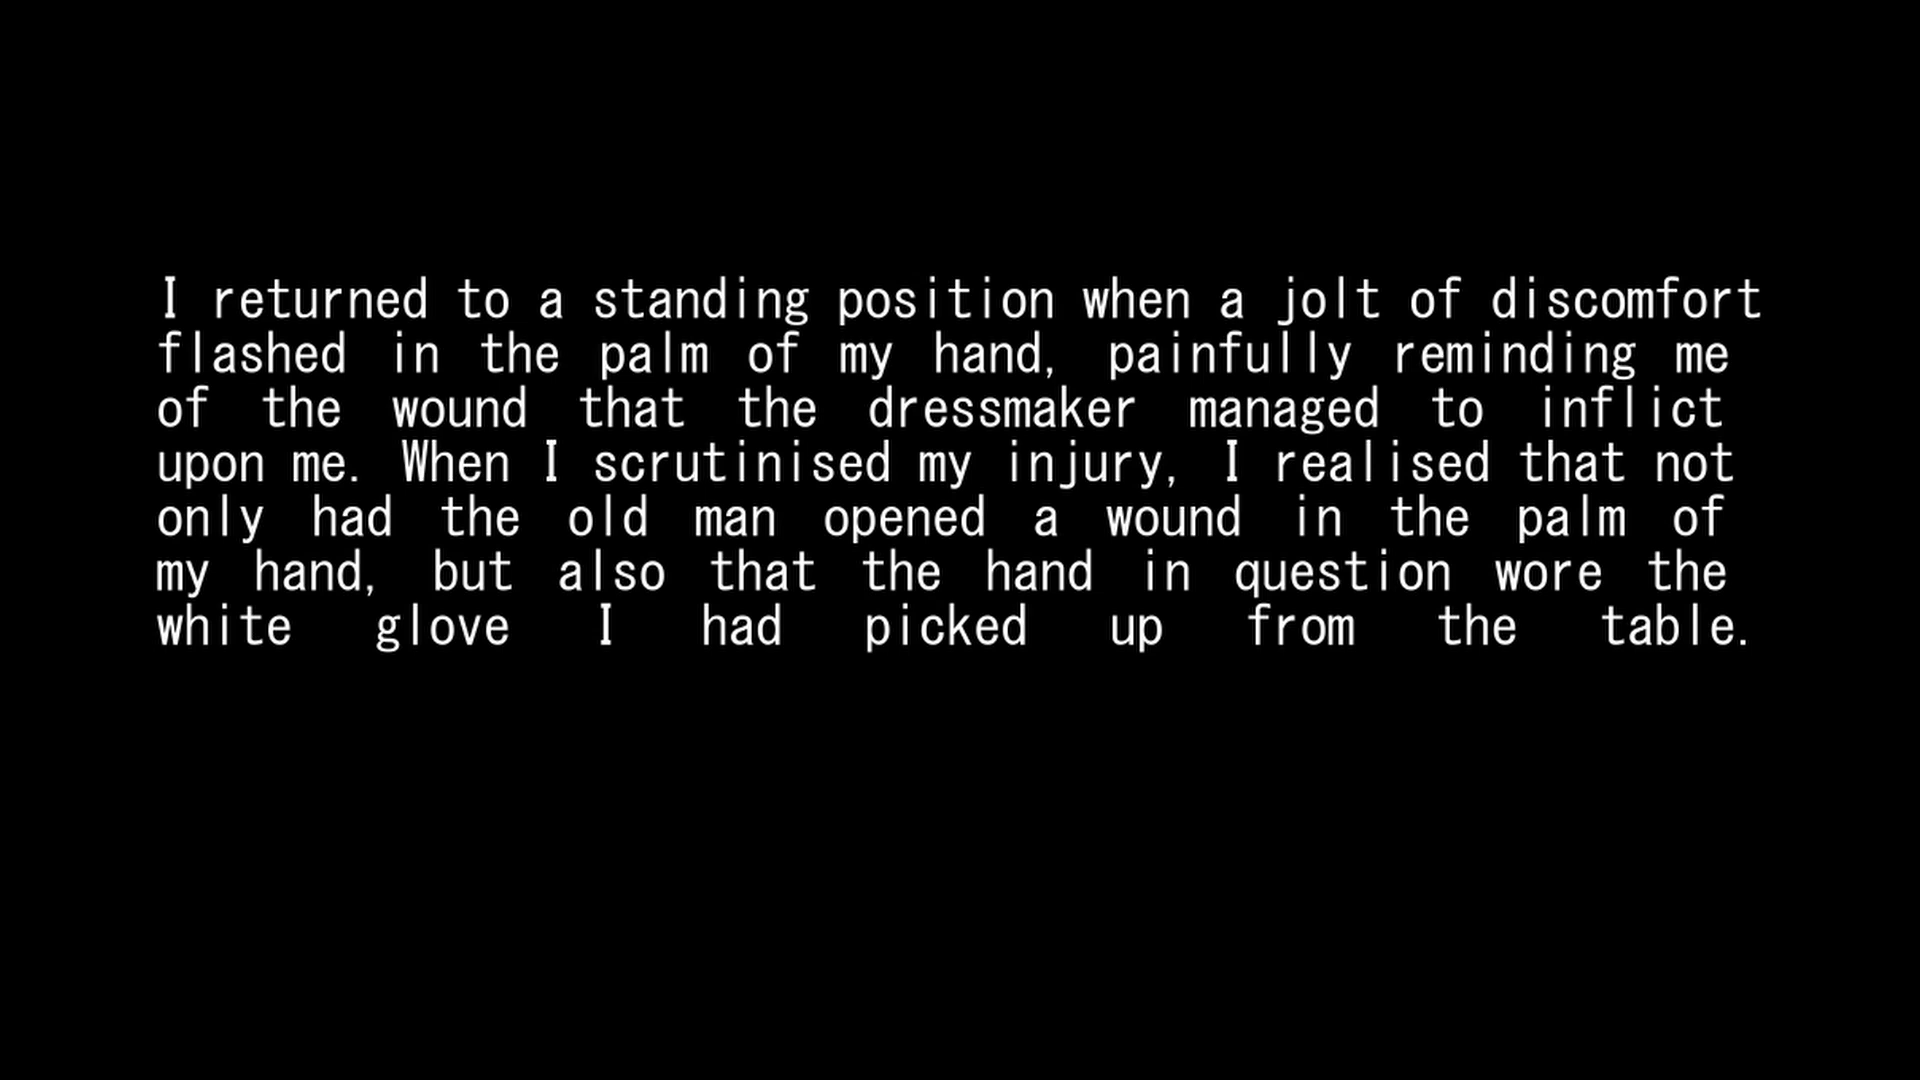 I returned to a standing position when a jolt of discomfort
flashed in the palm of my hand, painfully reminding me
of the wound that the dressmaker managed to inflict
upon me. When I scrutinised my injury, I realised that not
only had the old man opened a wound in the palm of
my hand, but also that the hand in question wore the
white glove I had picked up from the table.